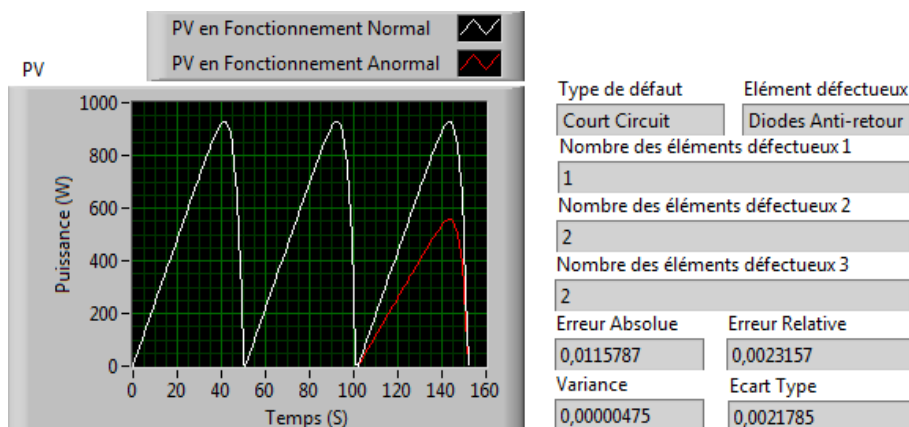 PV en Fonctionnement Normal
PV en Fonctionnement Anormal
PV
1000
800
600
400
200
0
Puissance (W)
0 20 40 60 80 100 120 140 160
Temps (S)
Type de défaut Elément défectueux
Court Circuit Diodes Anti-retour
Nombre des éléments défectueux 1
1
Nombre des éléments défectueux 2
2
Nombre des éléments défectueux 3
2
Erreur Absolue Erreur Relative
0,0115787 0,0023157
Variance Ecart Type
0,00000475 0,0021785